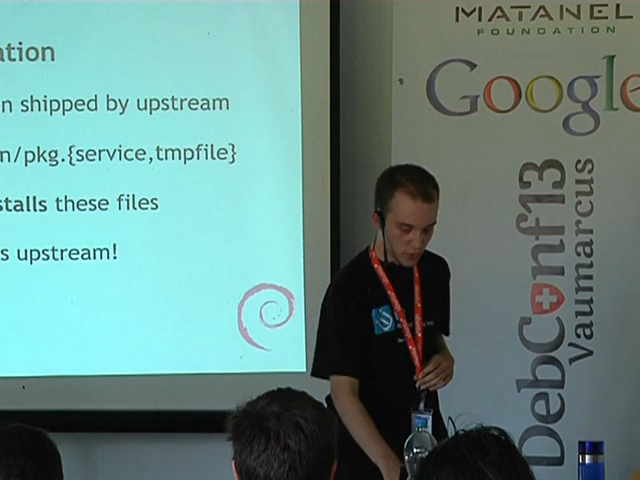 ation
n shipped by upstream
n/pkg.{service,tmpfile}
stalls these files
s upstream!
MATANEL
FOUNDATION
Google
DebConf13
Vaumarcus